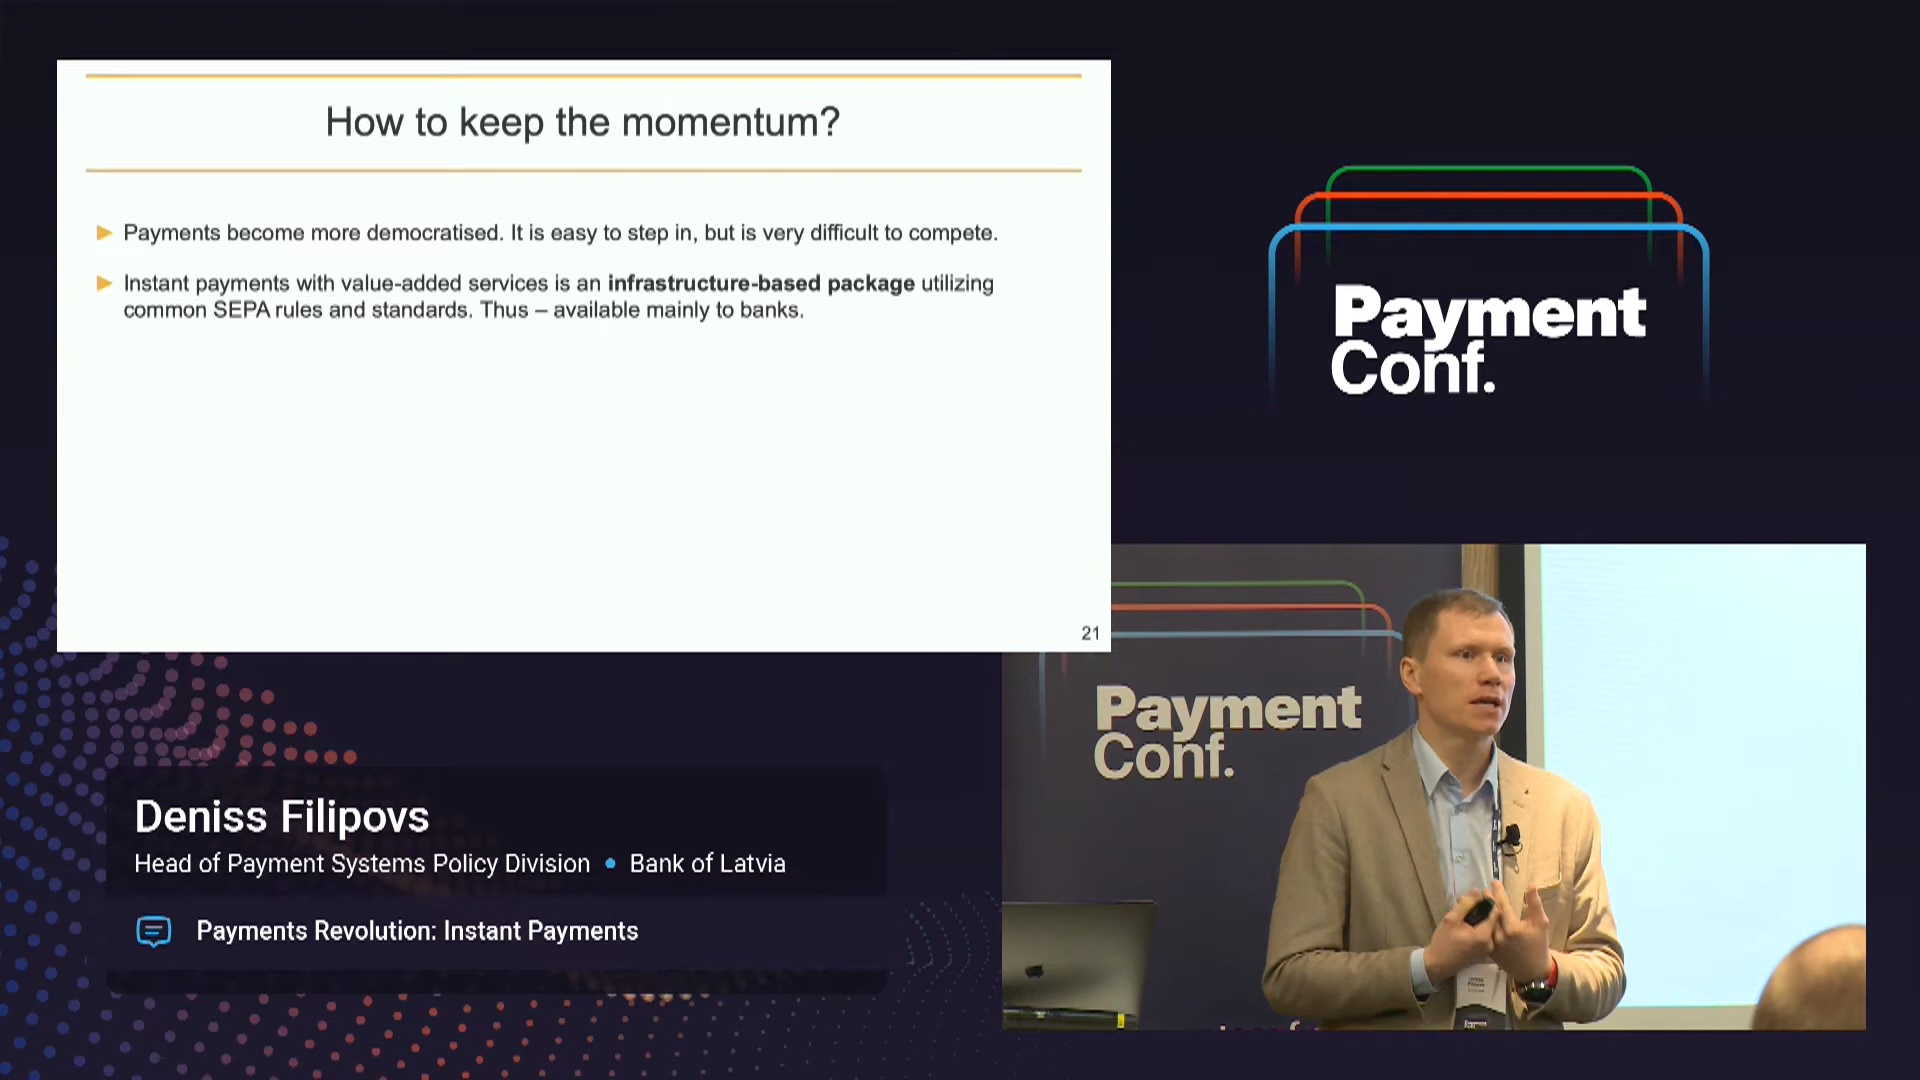 How to keep the momentum?
Payments become more democratised. It is easy to step in, but is very difficult to compete.
Instant payments with value-added services is an infrastructure-based package utilizing
common SEPA rules and standards. Thus – available mainly to banks.
21
Payment
Conf.
Payment
Conf.
Deniss Filipovs
Head of Payment Systems Policy Division • Bank of Latvia
Payments Revolution: Instant Payments